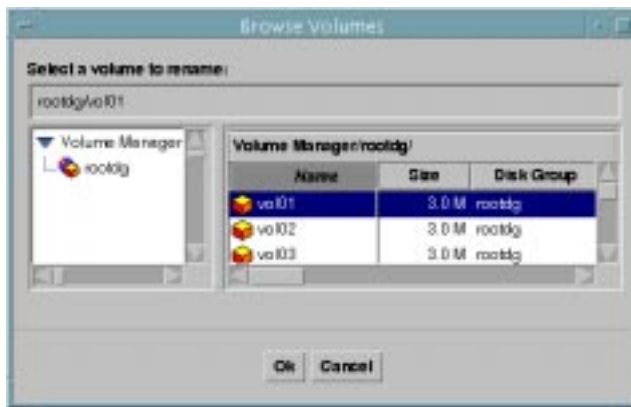 Browse Volumes
Select a volume to rename:
rootdg/vol01
Volume Manager
rootdg
Volume Manager/rootdg/
Name Size Disk Group
vol01 3.0 M rootdg
vol02 3.0 M rootdg
vol03 3.0 M rootdg
Ok Cancel